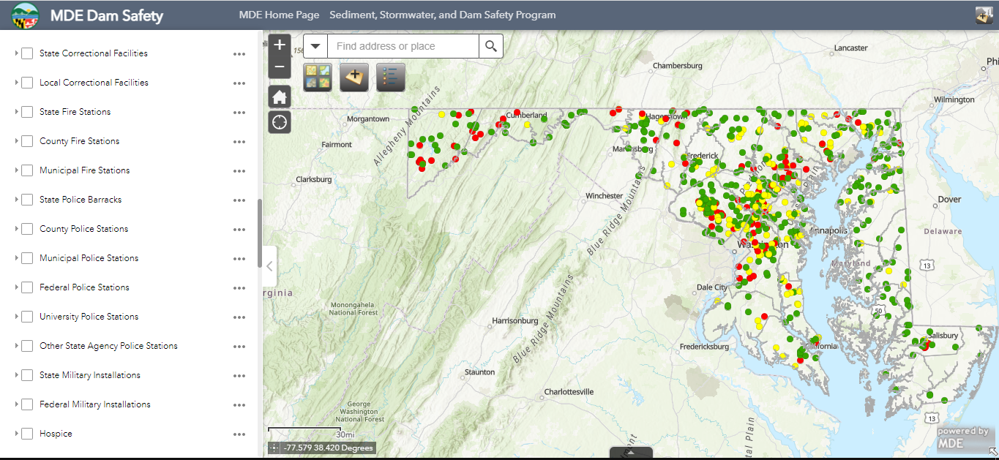 MDE Dam Safety
MDE Home Page
Sediment, Stormwater, and Dam Safety Program
State Correctional Facilities
Local Correctional Facilities
State Fire Stations
County Fire Stations
Municipal Fire Stations
State Police Barracks
County Police Stations
Municipal Police Stations
Federal Police Stations
University Police Stations
Other State Agency Police Stations
State Military Installations
Federal Military Installations
Hospice
+
−
Find address or place
Lancaster
Chambersburg
Wilmington
Morgantown
Cumberland
Hagerstown
Allegheny Mountains
Fairmont
Martinsburg
Frederick
Clarksburg
Winchester
Dover
Blue Ridge Mountains
Annapolis
Delaware
Washington
Maryland
13
Dale City
Monongahela
National Forest
50
Harrisonburg
Blue Ridge Mountains
Salisbury
Fredericksburg
California
Staunton
Charlottesville
George
Washington
National Forest
13
30mi
-77.579 38.420 Degrees
powered by
MDE